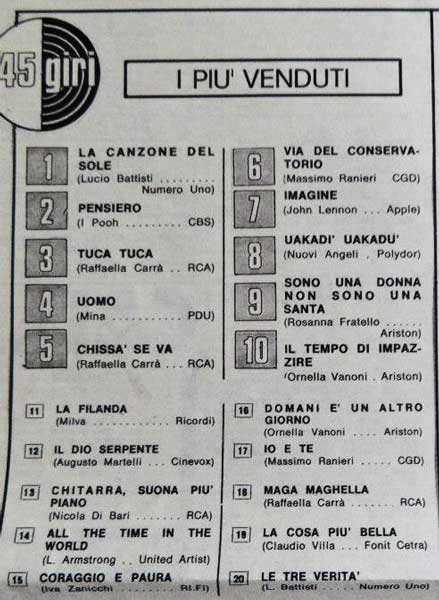 45 giri
I PIU' VENDUTI
1
LA CANZONE DEL
SOLE
(Lucio Battisti ........
Numero Uno)
2
PENSIERO
(I Pooh ........ CBS)
3
TUCA TUCA
(Raffaella Carrà .. RCA)
4
UOMO
(Mina .......... PDU)
5
CHISSA' SE VA
(Raffaella Carrà .. RCA)
6
VIA DEL CONSERVA-
TORIO
(Massimo Ranieri CGD)
7
IMAGINE
(John Lennon ... Apple)
8
UAKADI' UAKADU'
(Nuovi Angeli . Polydor)
9
SONO UNA DONNA
NON SONO UNA
SANTA
(Rosanna Fratello .....
Ariston)
10
IL TEMPO DI IMPAZ-
ZIRE
(Ornella Vanoni . Ariston)
11 LA FILANDA
(Milva ......... Ricordi)
12 IL DIO SERPENTE
(Augusto Martelli ... Cinevox)
13 CHITARRA, SUONA PIU'
PIANO
(Nicola Di Bari ....... RCA)
14 ALL THE TIME IN THE
WORLD
(L. Armstrong .. United Artist)
15 CORAGGIO E PAURA
(Iva Zanicchi ....... RI.FI)
16 DOMANI E' UN ALTRO
GIORNO
(Ornella Vanoni .... Ariston)
17 IO E TE
(Massimo Ranieri .... CGD)
18 MAGA MAGHELLA
(Raffaella Carrà ..... RCA)
19 LA COSA PIU' BELLA
(Claudio Villa ... Fonit Cetra)
20 LE TRE VERITA'
(L. Battisti ..... Numero Uno)